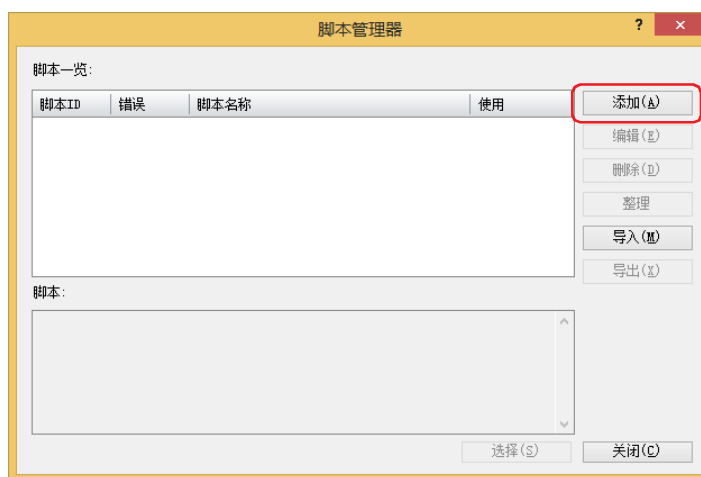 脚本管理器
? ×
脚本一览:
脚本ID 错误 脚本名称 使用
添加(A)
编辑(E)
删除(D)
整理
导入(M)
导出(X)
脚本:
选择(S) 关闭(C)